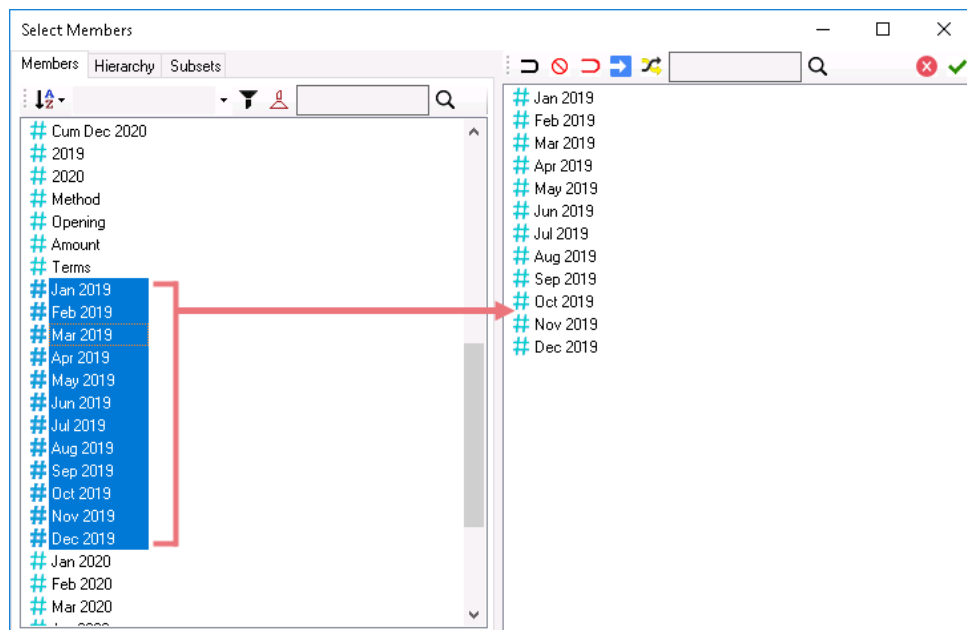 Select Members
Members Hierarchy Subsets
Cum Dec 2020
2019
2020
Method
Opening
Amount
Terms
Jan 2019
Feb 2019
Mar 2019
Apr 2019
May 2019
Jun 2019
Jul 2019
Aug 2019
Sep 2019
Oct 2019
Nov 2019
Dec 2019
Jan 2020
Feb 2020
Mar 2020
Jan 2019
Feb 2019
Mar 2019
Apr 2019
May 2019
Jun 2019
Jul 2019
Aug 2019
Sep 2019
Oct 2019
Nov 2019
Dec 2019